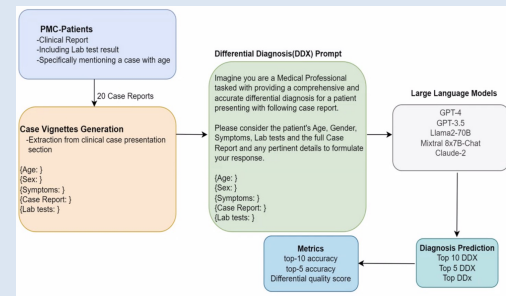 PMC-Patients
-Clinical Report
-Including Lab test result
-Specifically mentioning a case with age
20 Case Reports
Case Vignettes Generation
-Extraction from clinical case presentation
section
{Age: }
{Sex: }
{Symptoms: }
{Case Report: }
{Lab tests: }
Differential Diagnosis(DDX) Prompt
Imagine you are a Medical Professional
tasked with providing a comprehensive and
accurate differential diagnosis for a patient
presenting with following case report.
Please consider the patient's Age, Gender,
Symptoms, Lab tests and the full Case
Report and any pertinent details to formulate
your response.
{Age: }
{Sex: }
{Symptoms: }
{Case Report: }
{Lab tests: }
Large Language Models
GPT-4
GPT-3.5
Llama2-70B
Mixtral 8x7B-Chat
Claude-2
Metrics
top-10 accuracy
top-5 accuracy
Differential quality score
Diagnosis Prediction
Top 10 DDX
Top 5 DDX
Top DDx